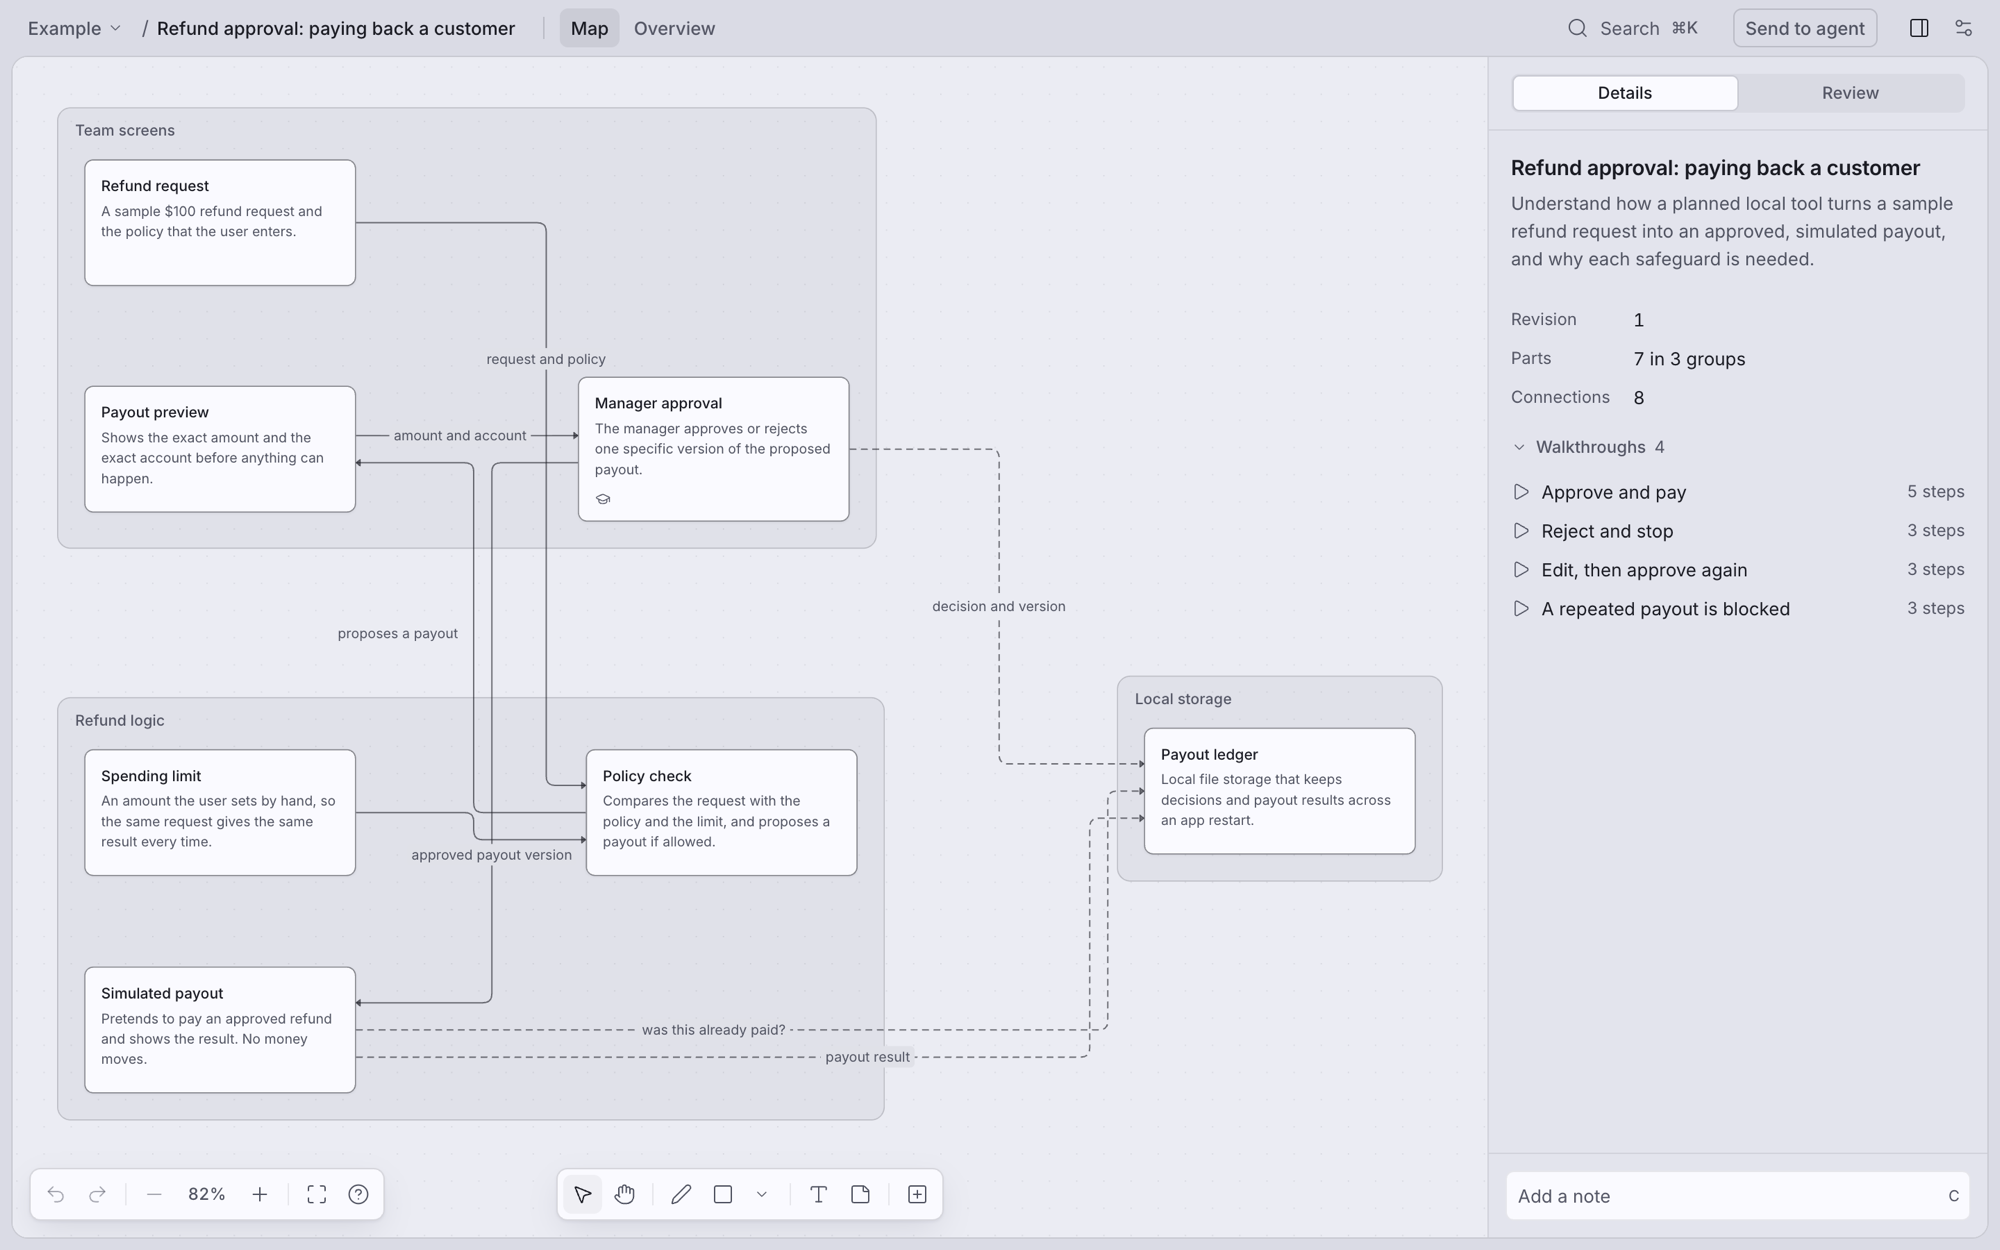 Example / Refund approval: paying back a customer Map Overview Search ⌘K Send to agent
Team screens
Refund request
A sample $100 refund request and
the policy that the user enters.
request and policy
Payout preview
Shows the exact amount and the
exact account before anything can
happen.
amount and account
Manager approval
The manager approves or rejects
one specific version of the proposed
payout.
decision and version
proposes a payout
Refund logic
Spending limit
An amount the user sets by hand, so
the same request gives the same
result every time.
Policy check
Compares the request with the
policy and the limit, and proposes a
payout if allowed.
approved payout version
Local storage
Payout ledger
Local file storage that keeps
decisions and payout results across
an app restart.
Simulated payout
Pretends to pay an approved refund
and shows the result. No money
moves.
was this already paid?
payout result
82%
Details Review
Refund approval: paying back a customer
Understand how a planned local tool turns a sample
refund request into an approved, simulated payout,
and why each safeguard is needed.
Revision 1
Parts 7 in 3 groups
Connections 8
Walkthroughs 4
Approve and pay 5 steps
Reject and stop 3 steps
Edit, then approve again 3 steps
A repeated payout is blocked 3 steps
Add a note C